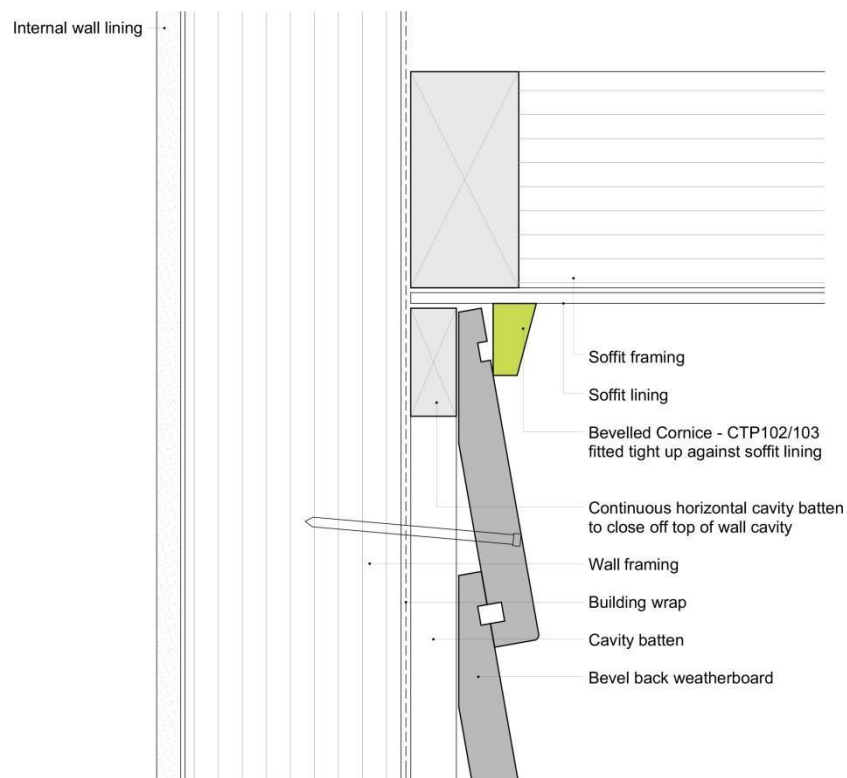 Internal wall lining
Soffit framing
Soffit lining
Bevelled Cornice - CTP102/103
fitted tight up against soffit lining
Continuous horizontal cavity batten
to close off top of wall cavity
Wall framing
Building wrap
Cavity batten
Bevel back weatherboard